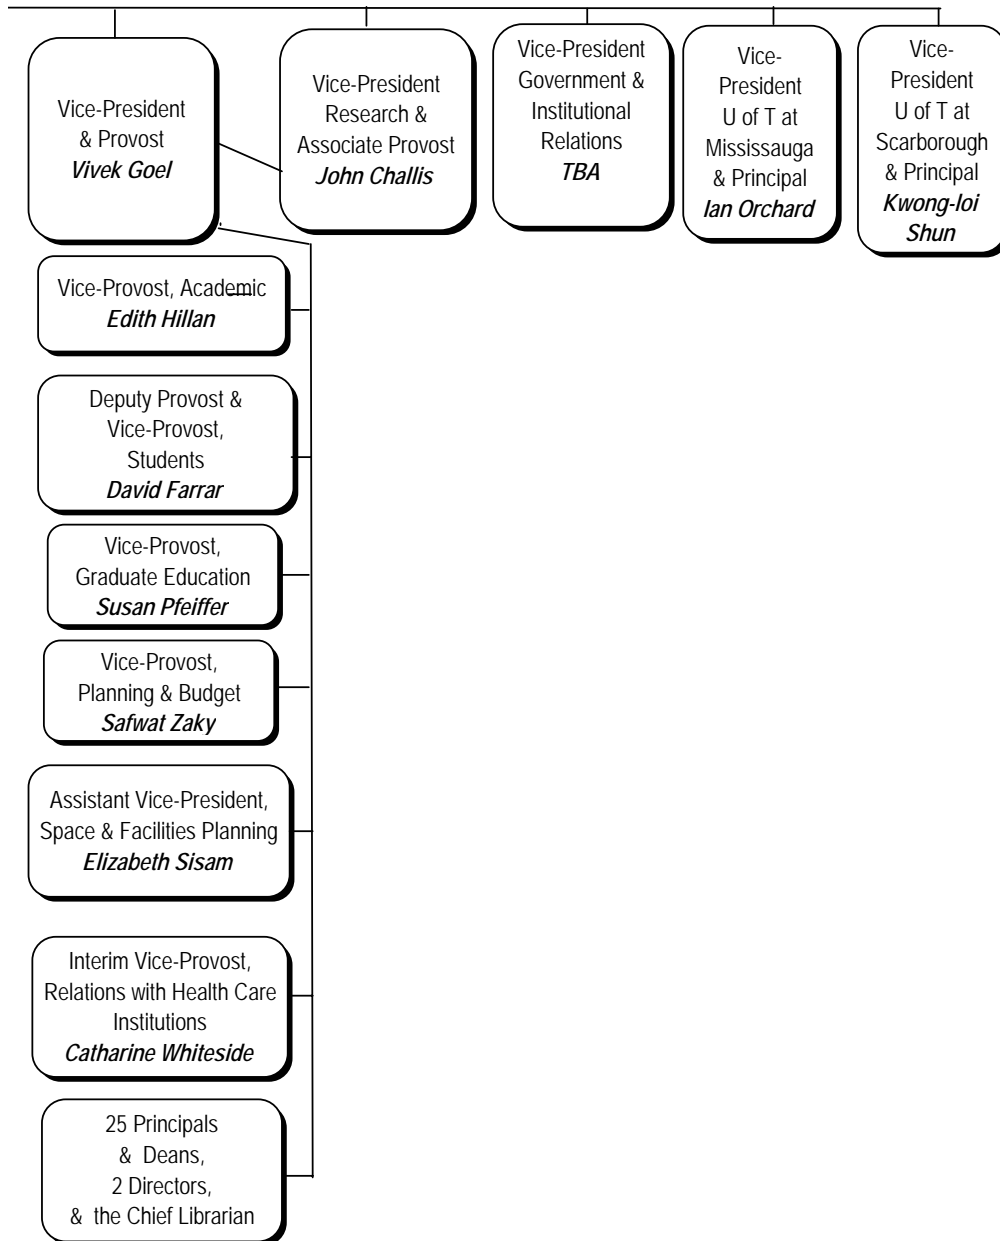 Vice-President
& Provost
Vivek Goel
Vice-President
Research &
Associate Provost
John Challis
Vice-President
Government &
Institutional
Relations
TBA
Vice-
President
U of T at
Mississauga
& Principal
Ian Orchard
Vice-
President
U of T at
Scarborough
& Principal
Kwong-loi
Shun
Vice-Provost, Academic
Edith Hillan
Deputy Provost &
Vice-Provost,
Students
David Farrar
Vice-Provost,
Graduate Education
Susan Pfeiffer
Vice-Provost,
Planning & Budget
Safwat Zaky
Assistant Vice-President,
Space & Facilities Planning
Elizabeth Sisam
Interim Vice-Provost,
Relations with Health Care
Institutions
Catharine Whiteside
25 Principals
& Deans,
2 Directors,
& the Chief Librarian